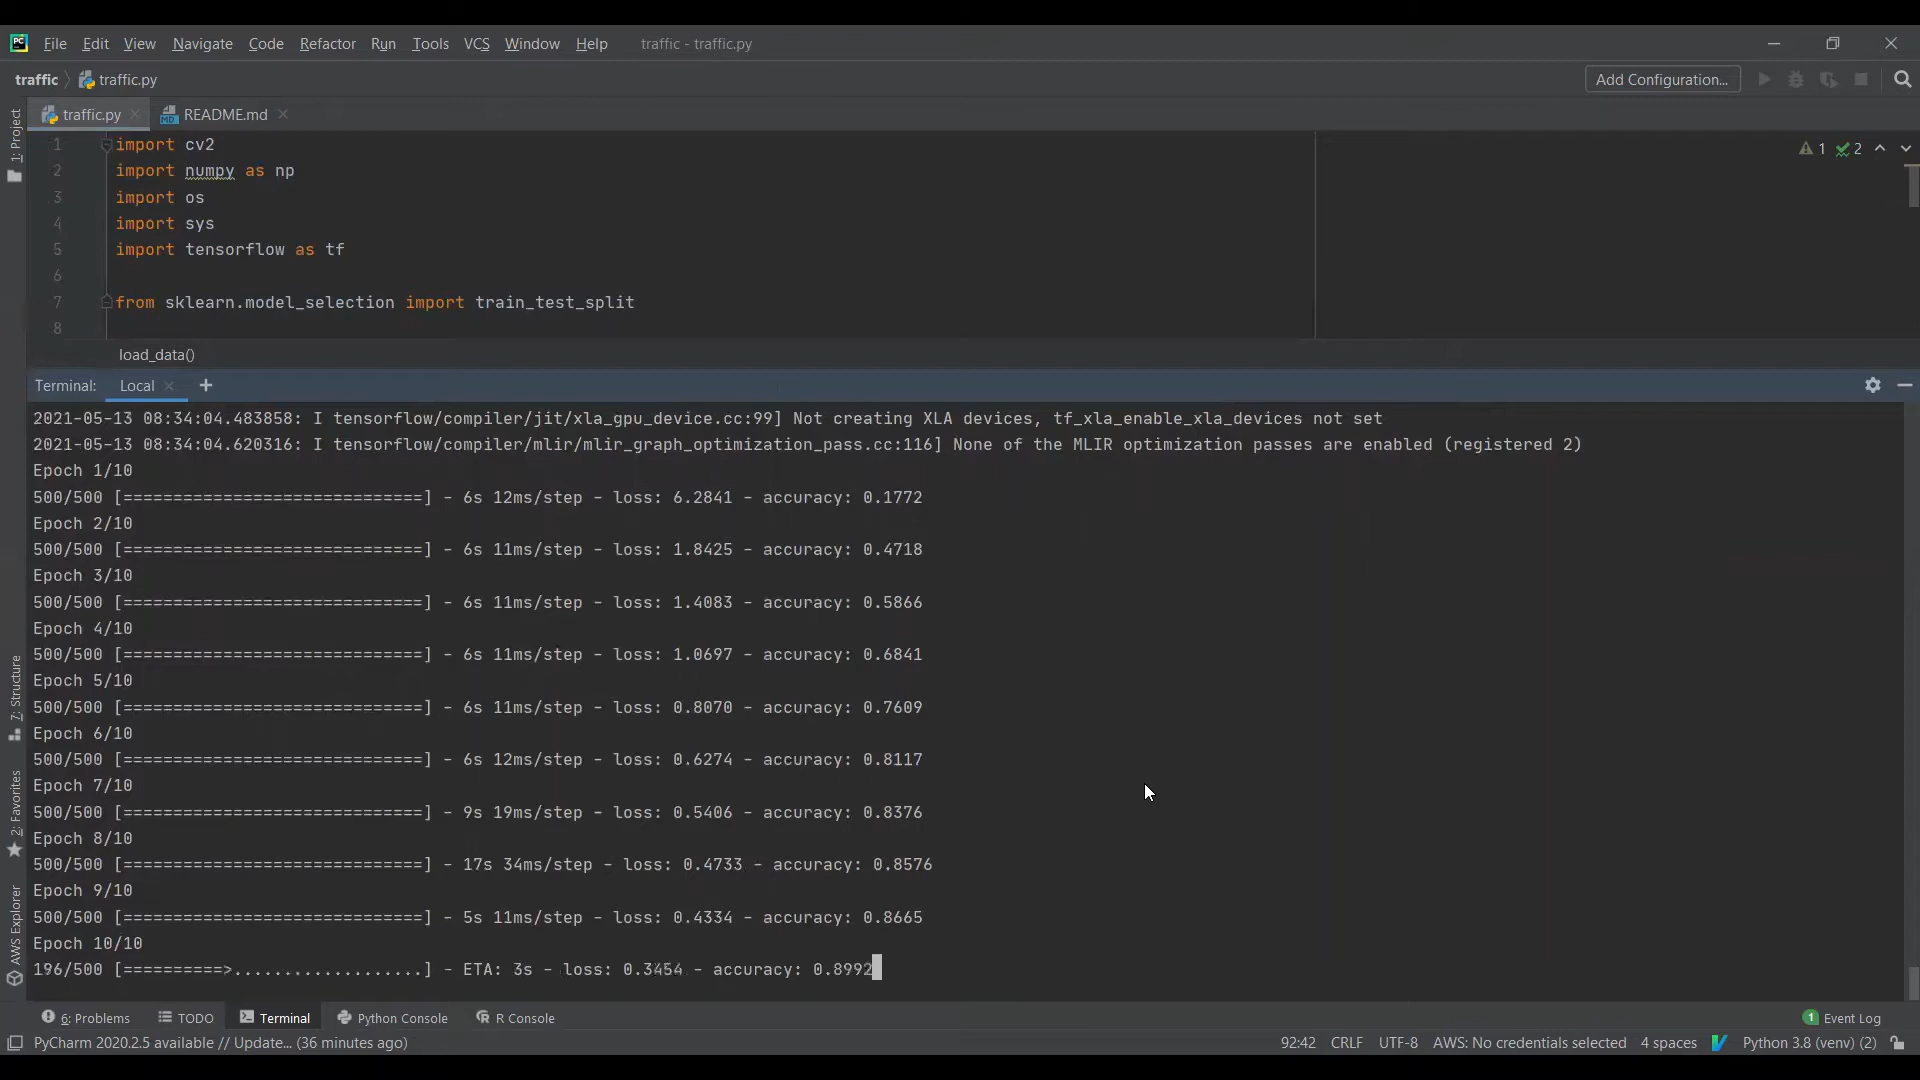 PC File Edit View Navigate Code Refactor Run Tools VCS Window Help traffic - traffic.py
traffic traffic.py Add Configuration...
traffic.py README.md
1 import cv2
2 import numpy as np
3 import os
4 import sys
5 import tensorflow as tf
6
7 from sklearn.model_selection import train_test_split
8
1 2
load_data()
1: Project
7: Structure
2: Favorites
AWS Explorer
Terminal: Local +
2021-05-13 08:34:04.483858: I tensorflow/compiler/jit/xla_gpu_device.cc:99] Not creating XLA devices, tf_xla_enable_xla_devices not set
2021-05-13 08:34:04.620316: I tensorflow/compiler/mlir/mlir_graph_optimization_pass.cc:116] None of the MLIR optimization passes are enabled (registered 2)
Epoch 1/10
500/500 [==============================] - 6s 12ms/step - loss: 6.2841 - accuracy: 0.1772
Epoch 2/10
500/500 [==============================] - 6s 11ms/step - loss: 1.8425 - accuracy: 0.4718
Epoch 3/10
500/500 [==============================] - 6s 11ms/step - loss: 1.4083 - accuracy: 0.5866
Epoch 4/10
500/500 [==============================] - 6s 11ms/step - loss: 1.0697 - accuracy: 0.6841
Epoch 5/10
500/500 [==============================] - 6s 11ms/step - loss: 0.8070 - accuracy: 0.7609
Epoch 6/10
500/500 [==============================] - 6s 12ms/step - loss: 0.6274 - accuracy: 0.8117
Epoch 7/10
500/500 [==============================] - 9s 19ms/step - loss: 0.5406 - accuracy: 0.8376
Epoch 8/10
500/500 [==============================] - 17s 34ms/step - loss: 0.4733 - accuracy: 0.8576
Epoch 9/10
500/500 [==============================] - 5s 11ms/step - loss: 0.4334 - accuracy: 0.8665
Epoch 10/10
196/500 [==========>...................] - ETA: 3s - loss: 0.3454 - accuracy: 0.8992
6: Problems TODO Terminal Python Console R Console 1 Event Log
PyCharm 2020.2.5 available // Update... (36 minutes ago) 92:42 CRLF UTF-8 AWS: No credentials selected 4 spaces Python 3.8 (venv) (2)